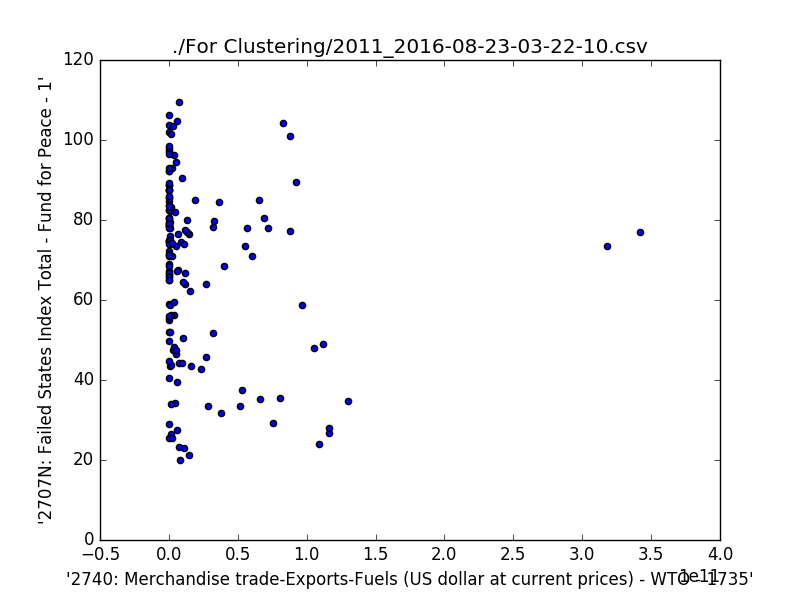 ./For Clustering/2011_2016-08-23-03-22-10.csv
120
100
80
60
40
20
0
'2707N: Failed States Index Total - Fund for Peace - 1'
−0.5 0.0 0.5 1.0 1.5 2.0 2.5 3.0 3.5 4.0
1e11
'2740: Merchandise trade-Exports-Fuels (US dollar at current prices) - WTO - 1735'